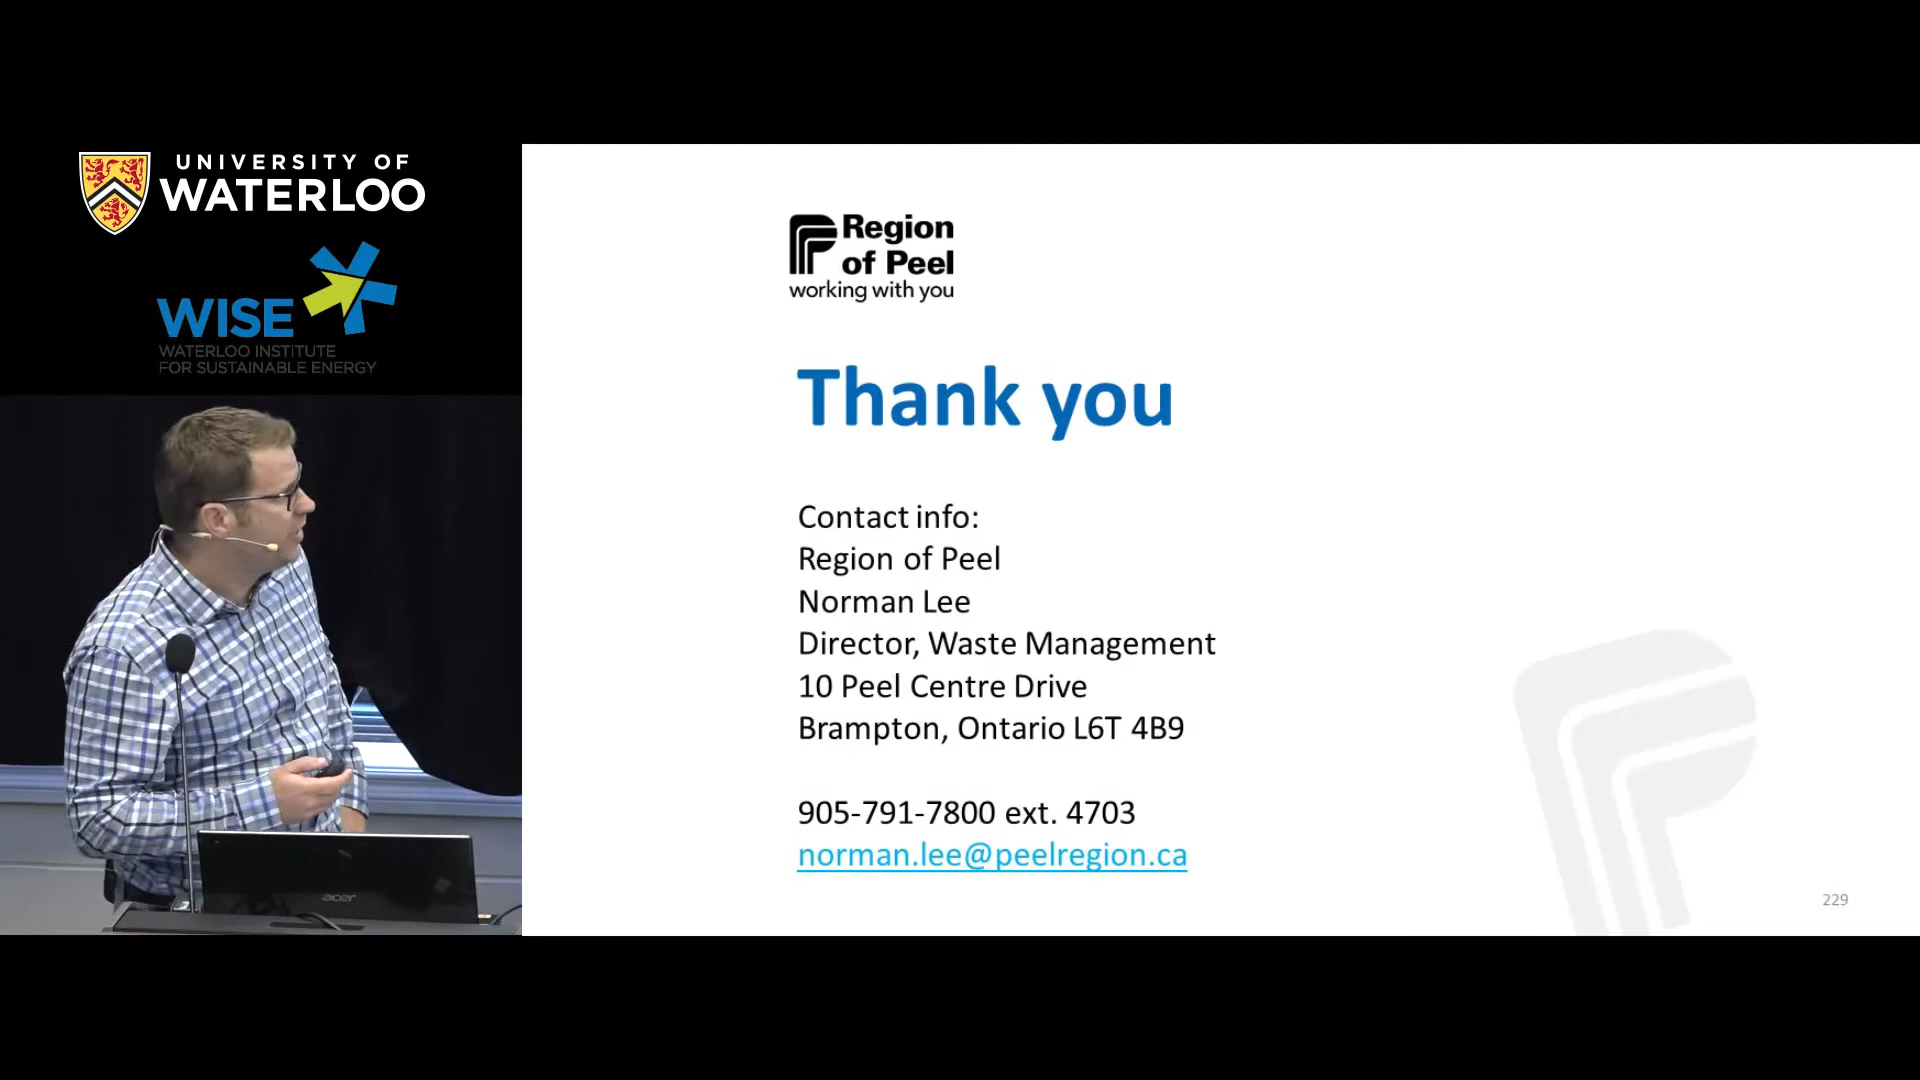 UNIVERSITY OF
WATERLOO
WISE
WATERLOO INSTITUTE
FOR SUSTAINABLE ENERGY
acer
Region
of Peel
working with you
Thank you
Contact info:
Region of Peel
Norman Lee
Director, Waste Management
10 Peel Centre Drive
Brampton, Ontario L6T 4B9
905-791-7800 ext. 4703
norman.lee@peelregion.ca
229